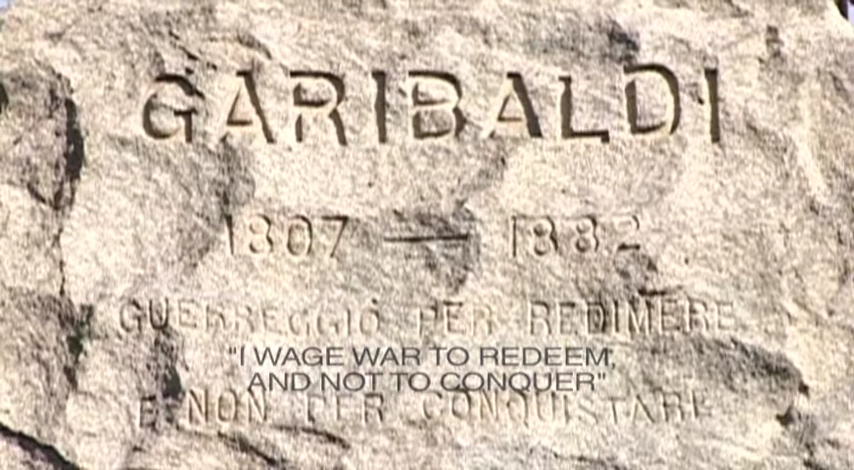 GARIBALDI
1807 — 1882
GUERREGGIÒ PER REDIMERE
"I WAGE WAR TO REDEEM,
AND NOT TO CONQUER"
E NON PER CONQUISTARE